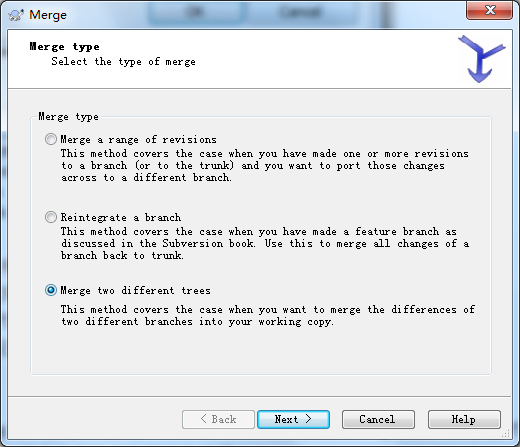 OK Cancel
Merge
Merge type
Select the type of merge
Merge type
Merge a range of revisions
This method covers the case when you have made one or more revisions
to a branch (or to the trunk) and you want to port those changes
across to a different branch.
Reintegrate a branch
This method covers the case when you have made a feature branch as
discussed in the Subversion book. Use this to merge all changes of a
branch back to trunk.
Merge two different trees
This method covers the case when you want to merge the differences of
two different branches into your working copy.
< Back Next > Cancel Help